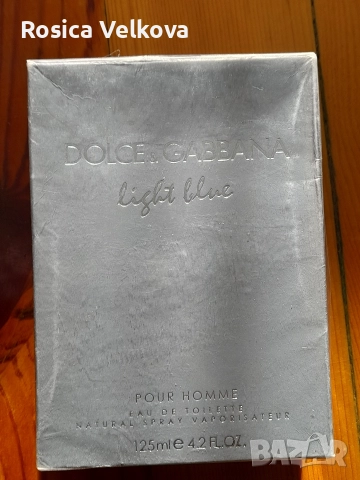 Rosica Velkova
DOLCE & GABBANA
light blue
POUR HOMME
EAU DE TOILETTE
NATURAL SPRAY VAPORISATEUR
125ml e 4.2 FL.OZ.
BAZAR